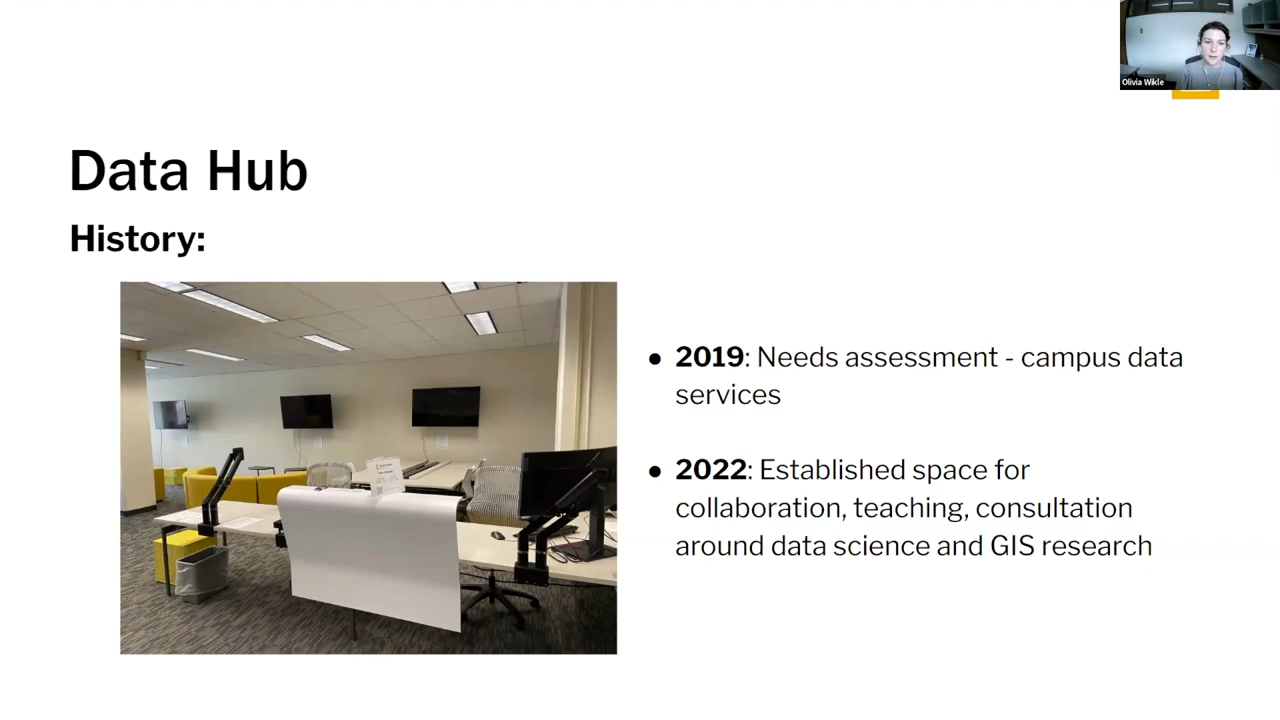 Olivia Wikle
Data Hub
History:
● 2019: Needs assessment - campus data
services
● 2022: Established space for
collaboration, teaching, consultation
around data science and GIS research